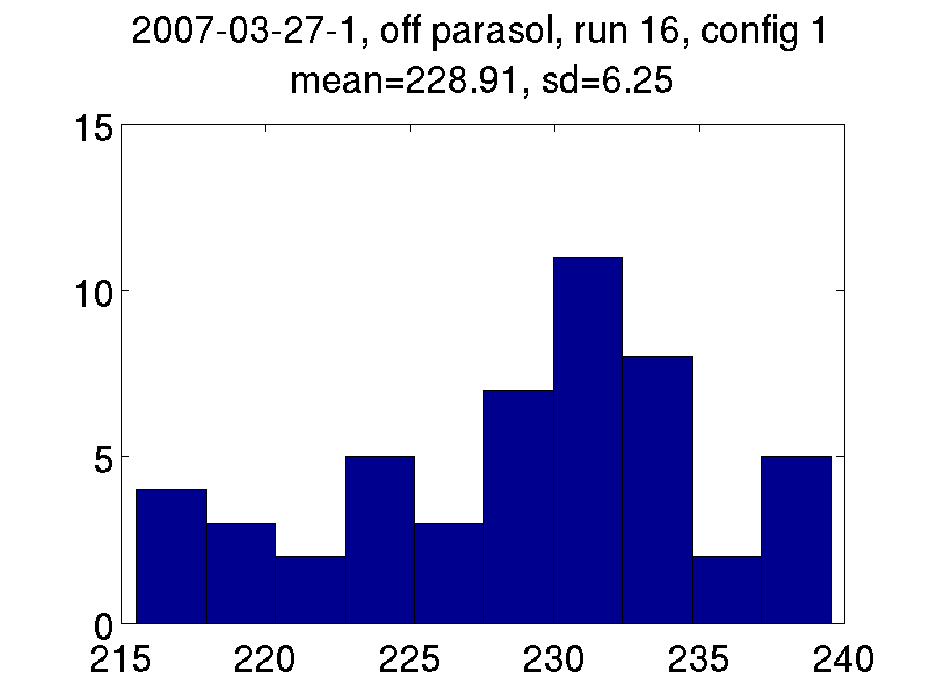 2007-03-27-1, off parasol, run 16, config 1
mean=228.91, sd=6.25
15
10
5
0
215 220 225 230 235 240